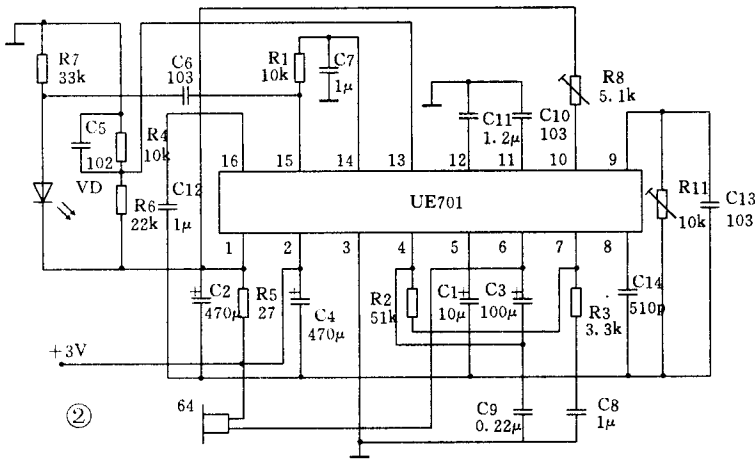 R7
33k
C6
103
R1
10k
C7
1μ
R8
5.1k
C5
102
R4
10k
C11
1.2μ
C10
103
VD
R6
22k
C12
1μ
16
15
14
13
12
11
10
9
UE701
1
2
3
4
5
6
7
8
R11
10k
C13
103
C2
470μ
R5
27
C4
470μ
R2
51k
C1
10μ
C3
100μ
R3
3.3k
C14
510p
+3V
②
64
C9
0.22μ
C8
1μ
+
+
+
+